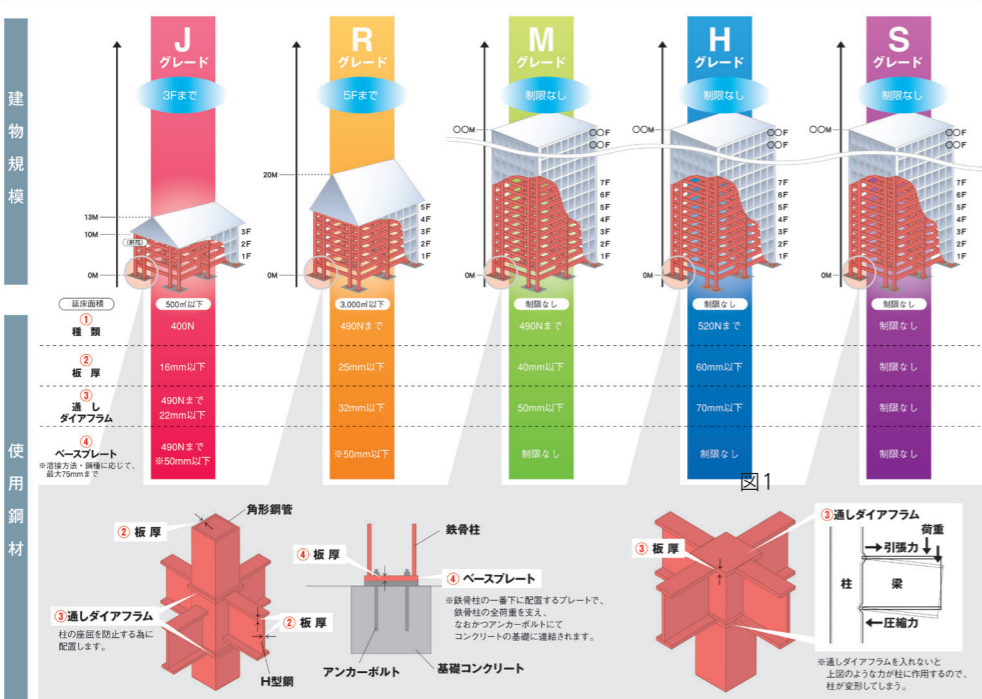 建物規模
J
グレード
3Fまで
R
グレード
5Fまで
M
グレード
制限なし
H
グレード
制限なし
S
グレード
制限なし
13M
10M
(軒高)
0M
3F
2F
1F
20M
0M
5F
4F
3F
2F
1F
〇〇M
0M
〇〇F
〇〇F
7F
6F
5F
4F
3F
2F
1F
〇〇M
0M
〇〇F
〇〇F
7F
6F
5F
4F
3F
2F
1F
〇〇M
0M
〇〇F
〇〇F
7F
6F
5F
4F
3F
2F
1F
延床面積
500㎡以下
3,000㎡以下
制限なし
制限なし
制限なし
使用鋼材
①
種類
400N
490Nまで
490Nまで
520Nまで
制限なし
②
板厚
16mm以下
25mm以下
40mm以下
60mm以下
制限なし
③
通し
ダイアフラム
490Nまで
22mm以下
32mm以下
50mm以下
70mm以下
制限なし
④
ベースプレート
※溶接方法・鋼種に応じて、
最大75mmまで
490Nまで
※50mm以下
※50mm以下
制限なし
制限なし
制限なし
図1
角形鋼管
②板厚
③通しダイアフラム
柱の座屈を防止する為に
配置します。
②板厚
H型鋼
鉄骨柱
④板厚
④ベースプレート
※鉄骨柱の一番下に配置するプレートで、
鉄骨柱の全荷重を支え、
なおかつアンカーボルトにて
コンクリートの基礎に連結されます。
アンカーボルト
基礎コンクリート
③板厚
③通しダイアフラム
荷重
引張力
柱
梁
圧縮力
※通しダイアフラムを入れないと
上図のような力が柱に作用するので、
柱が変形してしまう。